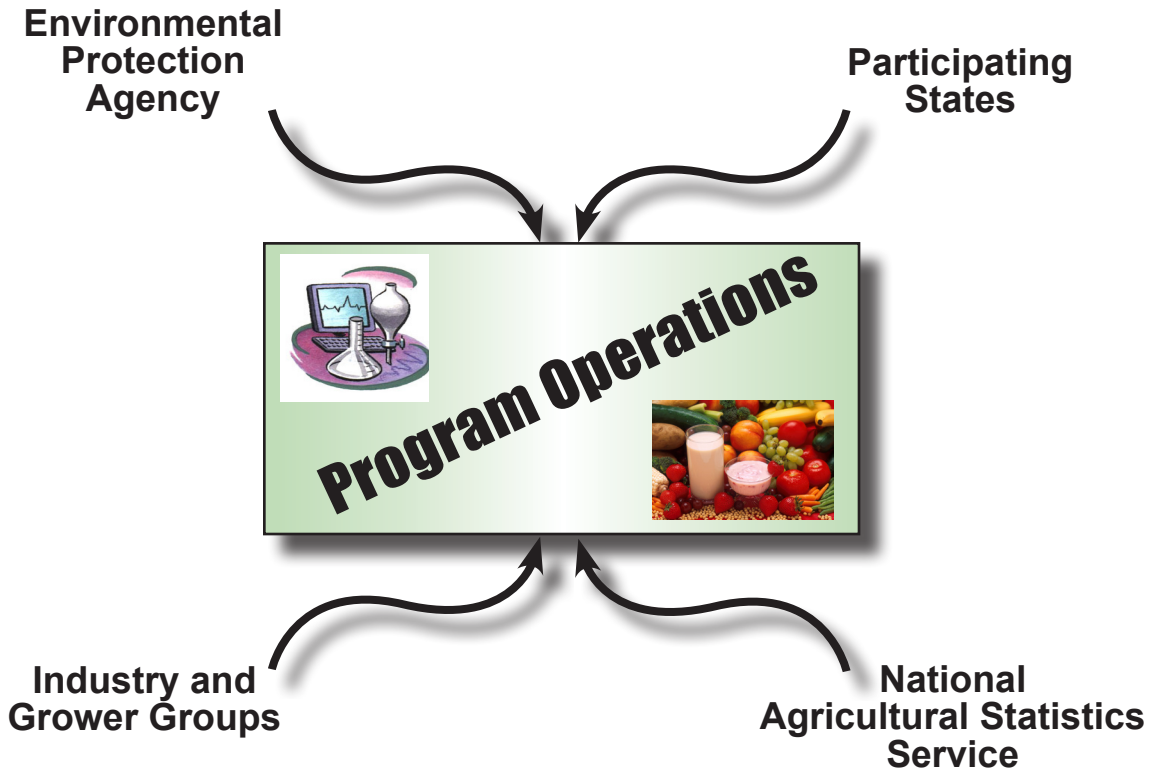 Environmental
Protection
Agency
Participating
States
Program Operations
Industry and
Grower Groups
National
Agricultural Statistics
Service